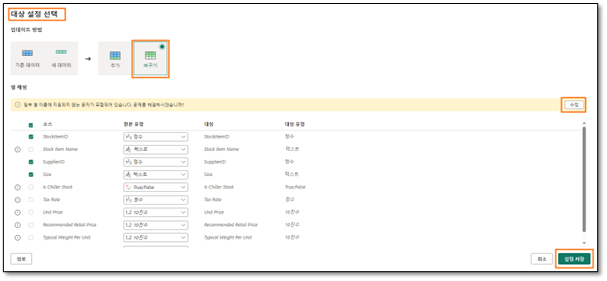 대상 설정 선택
업데이트 방법
기존 데이터 새 데이터 추가 바꾸기
열 매핑
일부 열 이름에 지원되지 않는 문자가 포함되어 있습니다. 문제를 해결하시겠습니까? 수정
소스 원본 유형 대상 대상 유형
StockItemID 정수 StockItemID 정수
Stock Item Name 텍스트 Stock Item Name 텍스트
SupplierID 정수 SupplierID 정수
Size 텍스트 Size 텍스트
Is Chiller Stock True/False Is Chiller Stock True/False
Tax Rate 정수 Tax Rate 정수
Unit Price 1.2 10진수 Unit Price 10진수
Recommended Retail Price 1.2 10진수 Recommended Retail Price 10진수
Typical Weight Per Unit 1.2 10진수 Typical Weight Per Unit 10진수
뒤로 취소 설정 저장